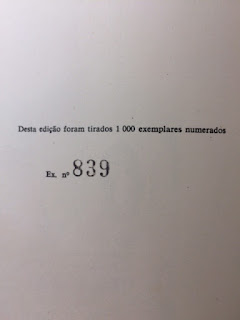 Desta edição foram tirados 1 000 exemplares numerados
Ex. nº 839